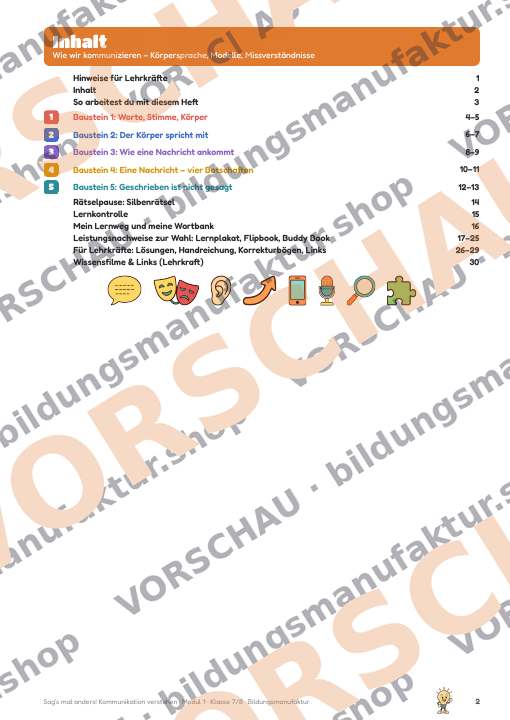 Inhalt
Wie wir kommunizieren – Körpersprache, Modelle, Missverständnisse
Hinweise für Lehrkräfte 1
Inhalt 2
So arbeitest du mit diesem Heft 3
1 Baustein 1: Worte, Stimme, Körper 4–5
2 Baustein 2: Der Körper spricht mit 6–7
3 Baustein 3: Wie eine Nachricht ankommt 8–9
4 Baustein 4: Eine Nachricht – vier Botschaften 10–11
5 Baustein 5: Geschrieben ist nicht gesagt 12–13
Rätselpause: Silbenrätsel 14
Lernkontrolle 15
Mein Lernweg und meine Wortbank 16
Leistungsnachweise zur Wahl: Lernplakat, Flipbook, Buddy Book 17–25
Für Lehrkräfte: Lösungen, Handreichung, Korrekturbögen, Links 26–29
Wissensfilme & Links (Lehrkraft) 30
Sag's mal anders! Kommunikation verstehen · Modul 1 · Klasse 7/8 · Bildungsmanufaktur 2
VORSCHAU · bildungsmanufaktur.shop
VORSCHAU